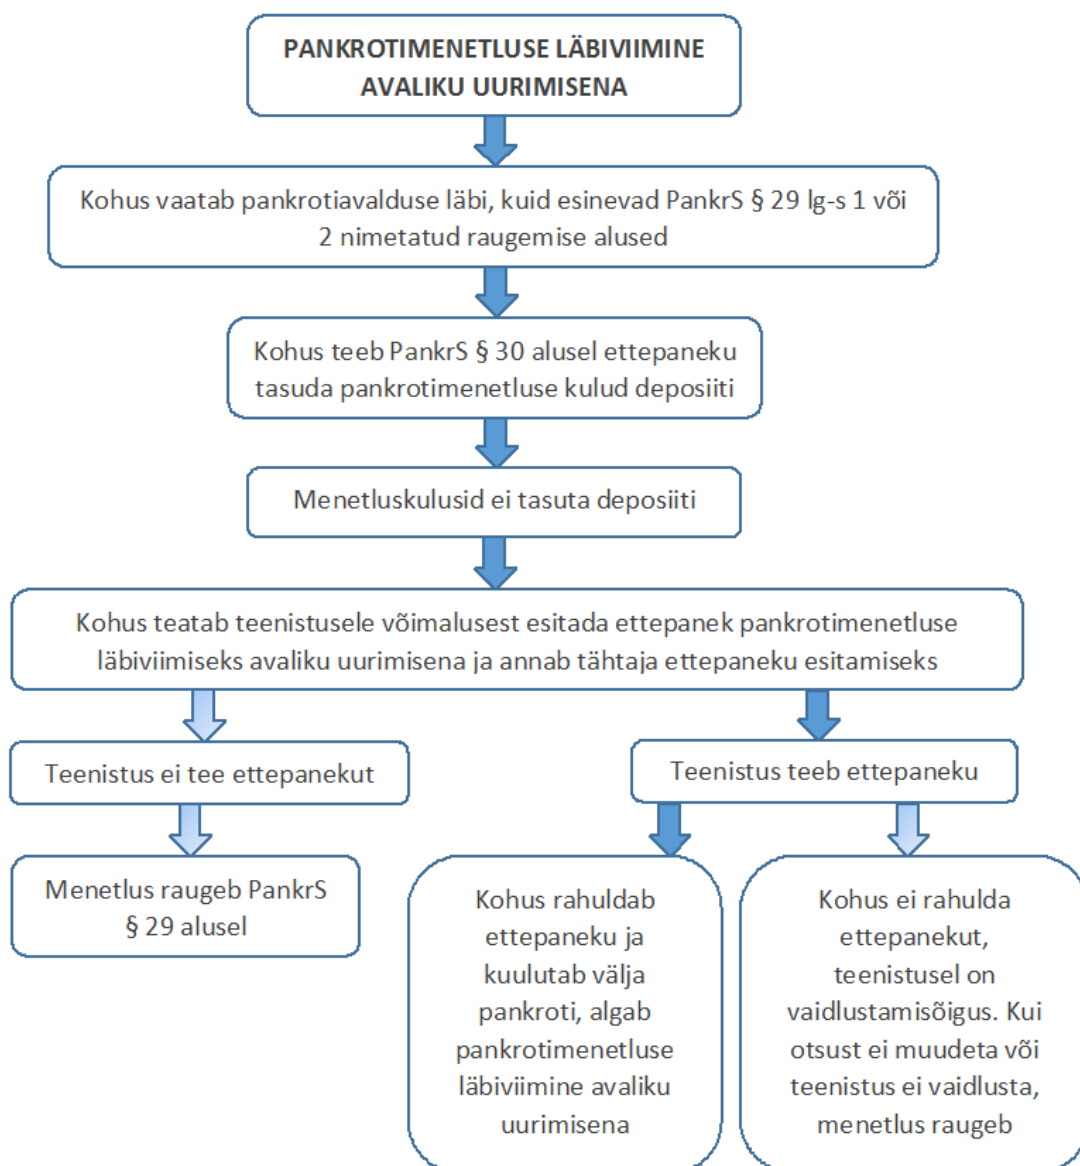 PANKROTIMENETLUSE LÄBIVIIMINE
AVALIKU UURIMISENA
Kohus vaatab pankrotiavalduse läbi, kuid esinevad PankrS § 29 lg-s 1 või
2 nimetatud raugemise alused
Kohus teeb PankrS § 30 alusel ettepaneku
tasuda pankrotimenetluse kulud deposiiti
Menetluskulusid ei tasuta deposiiti
Kohus teatab teenistusele võimalusest esitada ettepanek pankrotimenetluse
läbiviimiseks avaliku uurimisena ja annab tähtaja ettepaneku esitamiseks
Teenistus ei tee ettepanekut
Teenistus teeb ettepaneku
Menetlus raugeb PankrS
§ 29 alusel
Kohus rahuldab
ettepaneku ja
kuulutab välja
pankroti, algab
pankrotimenetluse
läbiviimine avaliku
uurimisena
Kohus ei rahulda
ettepanekut,
teenistusel on
vaidlustamisõigus. Kui
otsust ei muudeta või
teenistus ei vaidlusta,
menetlus raugeb